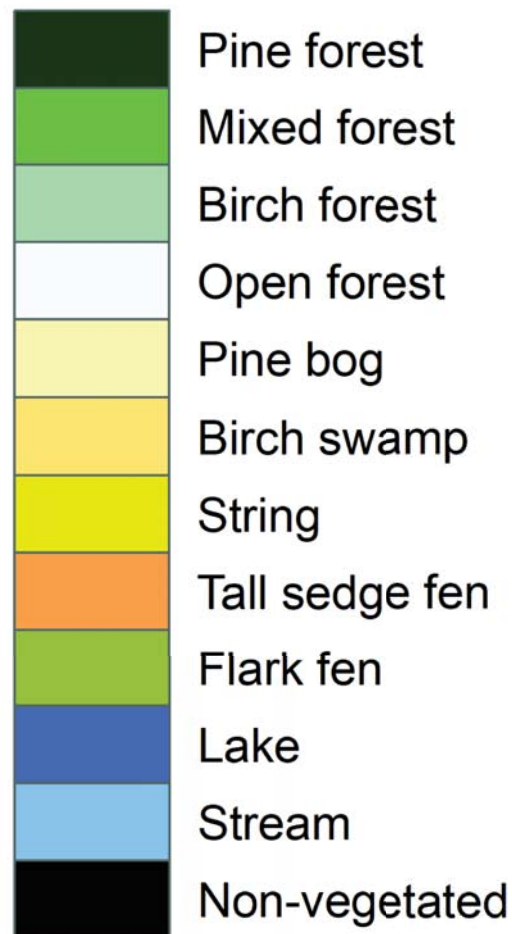 Pine forest
Mixed forest
Birch forest
Open forest
Pine bog
Birch swamp
String
Tall sedge fen
Flark fen
Lake
Stream
Non-vegetated